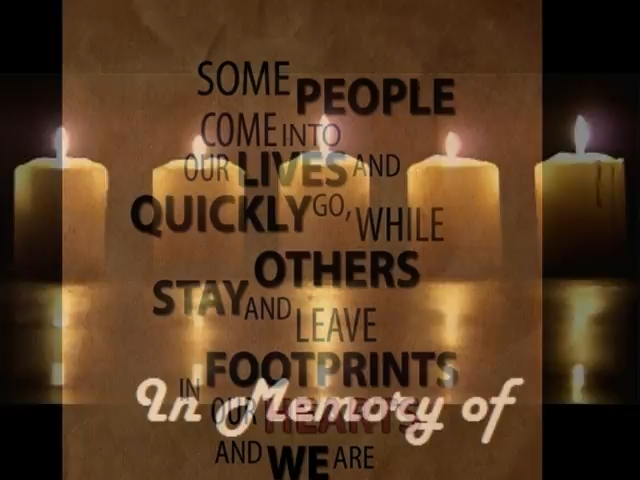 SOME PEOPLE
COME INTO
OUR LIVES AND
QUICKLY GO, WHILE
OTHERS
STAY AND LEAVE
FOOTPRINTS
IN OUR HEARTS
In Memory of
AND WE ARE